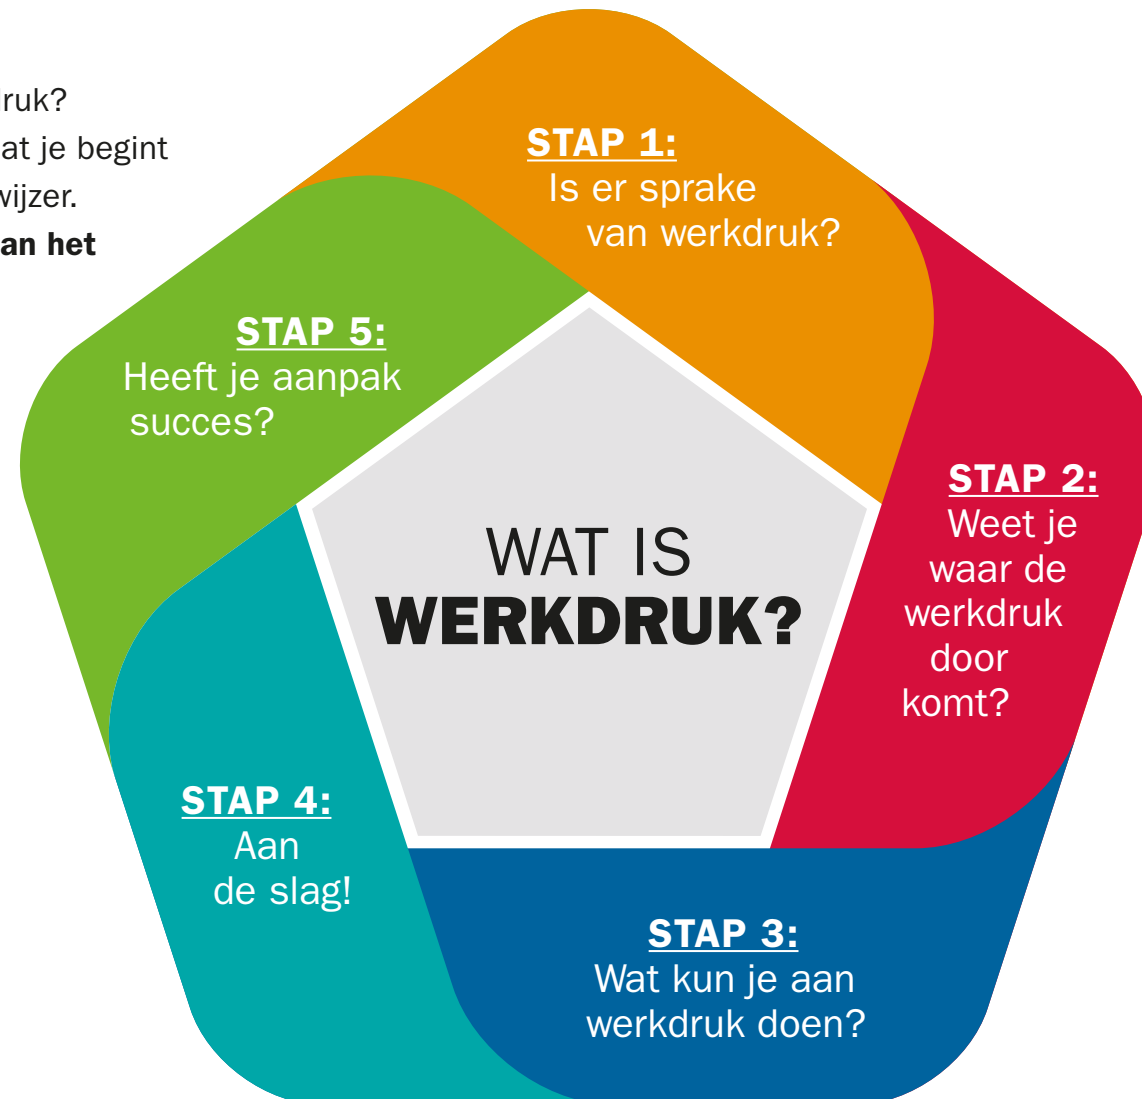 ruk?
at je begint
wijzer.
an het
STAP 1:
Is er sprake
van werkdruk?
STAP 2:
Weet je
waar de
werkdruk
door
komt?
STAP 3:
Wat kun je aan
werkdruk doen?
STAP 4:
Aan
de slag!
STAP 5:
Heeft je aanpak
succes?
WAT IS
WERKDRUK?